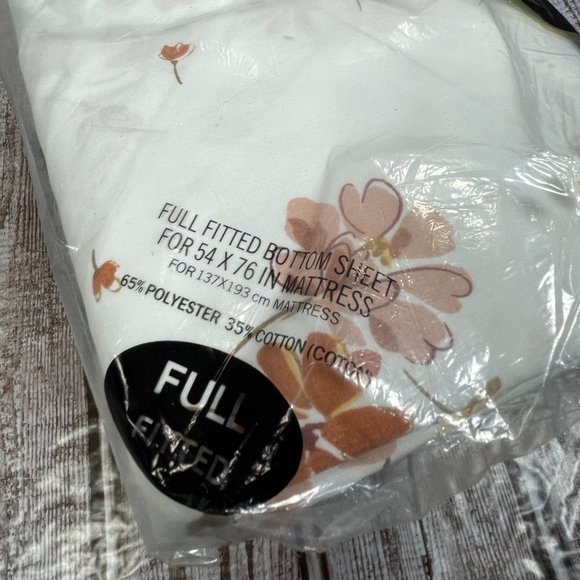 FULL FITTED BOTTOM SHEET
FOR 54 X 76 IN MATTRESS
FOR 137X193 cm MATTRESS
65% POLYESTER 35% COTTON (COTON)
FULL
FITTED